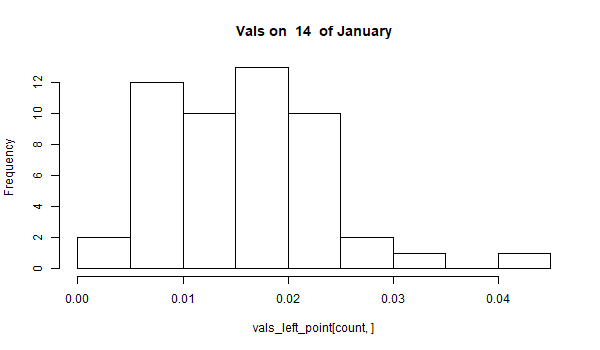 Vals on  14  of January
Frequency
12
10
8
6
4
2
0
0.00 0.01 0.02 0.03 0.04
vals_left_point[count, ]